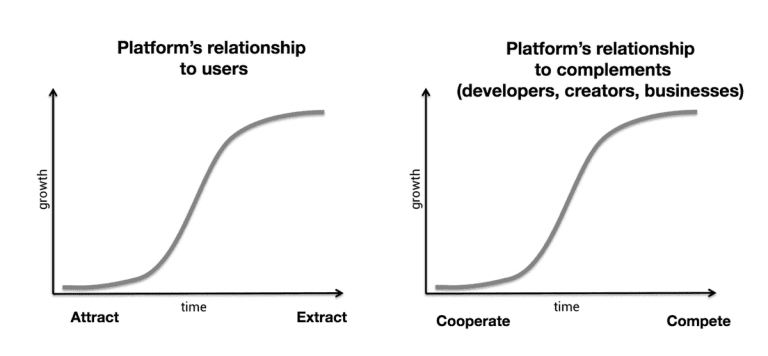 Platform's relationship
to users
growth
time
Attract
Extract
Platform's relationship
to complements
(developers, creators, businesses)
growth
time
Cooperate
Compete